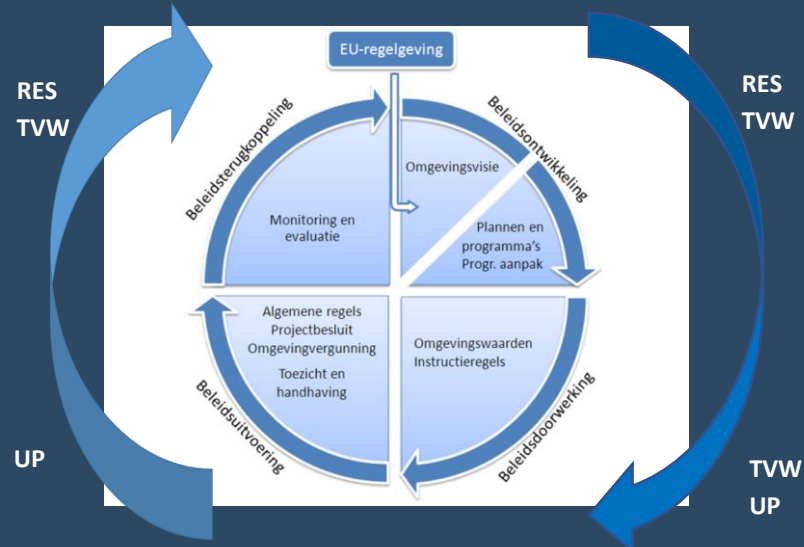 EU-regelgeving
RES
TVW
RES
TVW
Beleidsterugkoppeling
Beleidsontwikkeling
Omgevingsvisie
Monitoring en
evaluatie
Plannen en
programma's
Progr. aanpak
Algemene regels
Projectbesluit
Omgevingvergunning
Toezicht en
handhaving
Omgevingswaarden
Instructieregels
Beleidsuitvoering
Beleidsdoorwerking
UP
TVW
UP